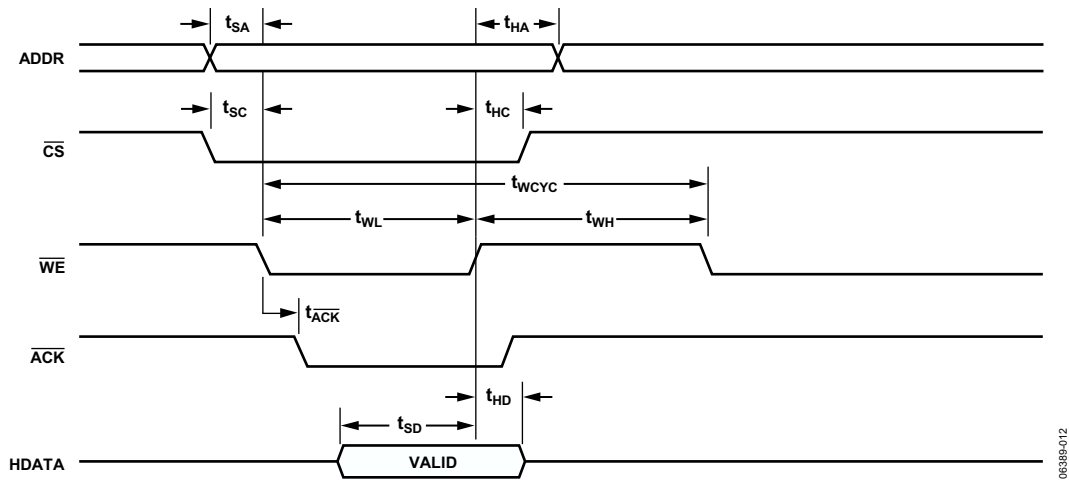 tSA
tHA
ADDR
tSC
tHC
CS
tWCYC
tWL
tWH
WE
tACK
ACK
tHD
tSD
HDATA
VALID
06389-012